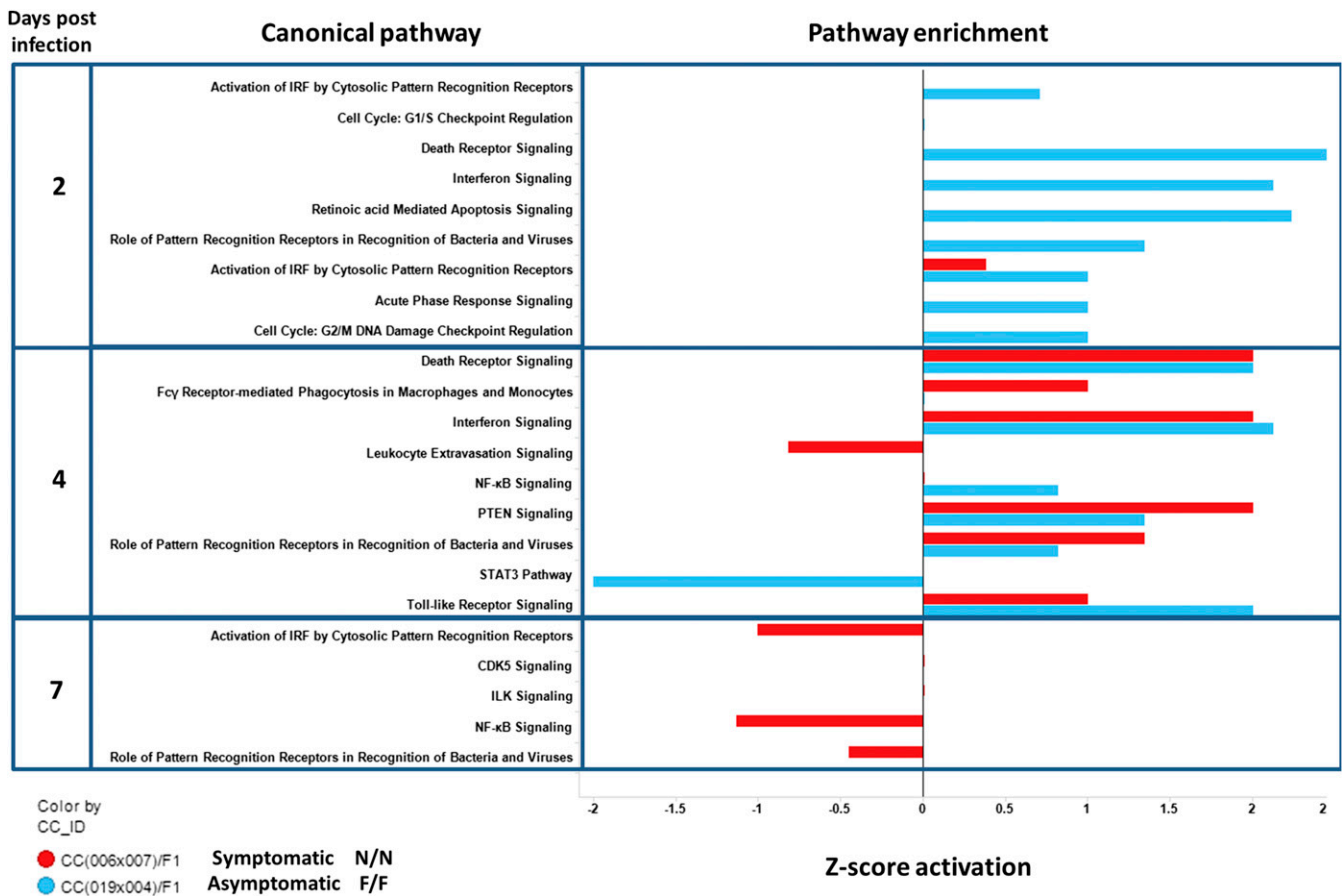 Days post
infection
Canonical pathway
Pathway enrichment
2
Activation of IRF by Cytosolic Pattern Recognition Receptors
Cell Cycle: G1/S Checkpoint Regulation
Death Receptor Signaling
Interferon Signaling
Retinoic acid Mediated Apoptosis Signaling
Role of Pattern Recognition Receptors in Recognition of Bacteria and Viruses
Activation of IRF by Cytosolic Pattern Recognition Receptors
Acute Phase Response Signaling
Cell Cycle: G2/M DNA Damage Checkpoint Regulation
4
Death Receptor Signaling
Fcγ Receptor-mediated Phagocytosis in Macrophages and Monocytes
Interferon Signaling
Leukocyte Extravasation Signaling
NF-κB Signaling
PTEN Signaling
Role of Pattern Recognition Receptors in Recognition of Bacteria and Viruses
STAT3 Pathway
Toll-like Receptor Signaling
7
Activation of IRF by Cytosolic Pattern Recognition Receptors
CDK5 Signaling
ILK Signaling
NF-κB Signaling
Role of Pattern Recognition Receptors in Recognition of Bacteria and Viruses
-2 -1.5 -1 -0.5 0 0.5 1 1.5 2 2
Color by
CC_ID
CC(006x007)/F1 Symptomatic N/N
CC(019x004)/F1 Asymptomatic F/F
Z-score activation